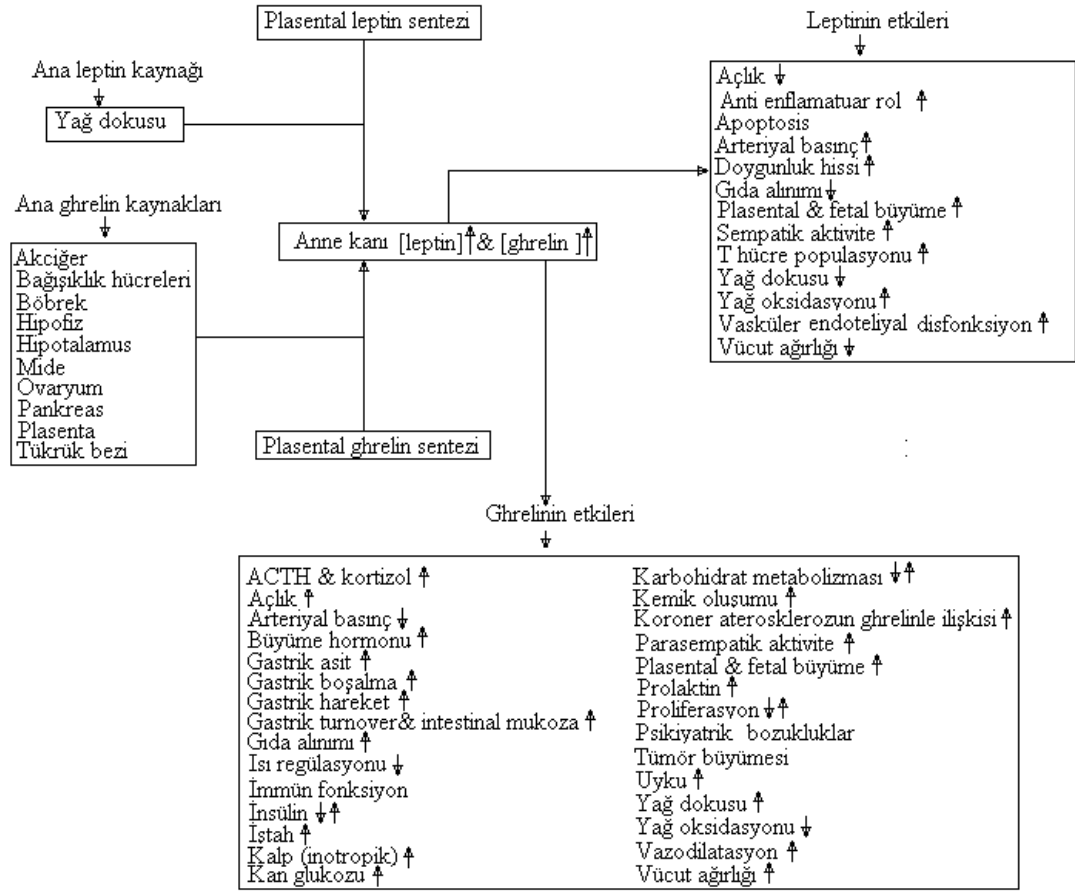 Plasental leptin sentezi
Ana leptin kaynağı
Yağ dokusu
Ana ghrelin kaynakları
Akciğer
Bağışıklık hücreleri
Böbrek
Hipofiz
Hipotalamus
Mide
Ovaryum
Pankreas
Plasenta
Tükrük bezi
Anne kanı [leptin]↑ & [ghrelin ]↑
Plasental ghrelin sentezi
Leptinin etkileri
Açlık ↓
Anti enflamatuar rol ↑
Apoptosis
Arteriyal basınç ↑
Doygunluk hissi ↑
Gıda alınımı ↓
Plasental & fetal büyüme ↑
Sempatik aktivite ↑
T hücre populasyonu ↑
Yağ dokusu ↓
Yağ oksidasyonu ↑
Vasküler endoteliyal disfonksiyon ↑
Vücut ağırlığı ↓
:
Ghrelinin etkileri
ACTH & kortizol ↑
Açlık ↑
Arteriyal basınç ↓
Büyüme hormonu ↑
Gastrik asit ↑
Gastrik boşalma ↑
Gastrik hareket ↑
Gastrik turnover& intestinal mukoza ↑
Gıda alınımı ↑
Isı regülasyonu ↓
İmmün fonksiyon
İnsülin ↓↑
İstah ↑
Kalp (inotropik) ↑
Kan glukozu ↑
Karbohidrat metabolizması ↓↑
Kemik oluşumu ↑
Koroner aterosklerozun ghrelinle ilişkisi ↑
Parasempatik aktivite ↑
Plasental & fetal büyüme ↑
Prolaktin ↑
Proliferasyon ↓↑
Psikiyatrik bozukluklar
Tümör büyümesi
Uyku ↑
Yağ dokusu ↑
Yağ oksidasyonu ↓
Vazodilatasyon ↑
Vücut ağırlığı ↑